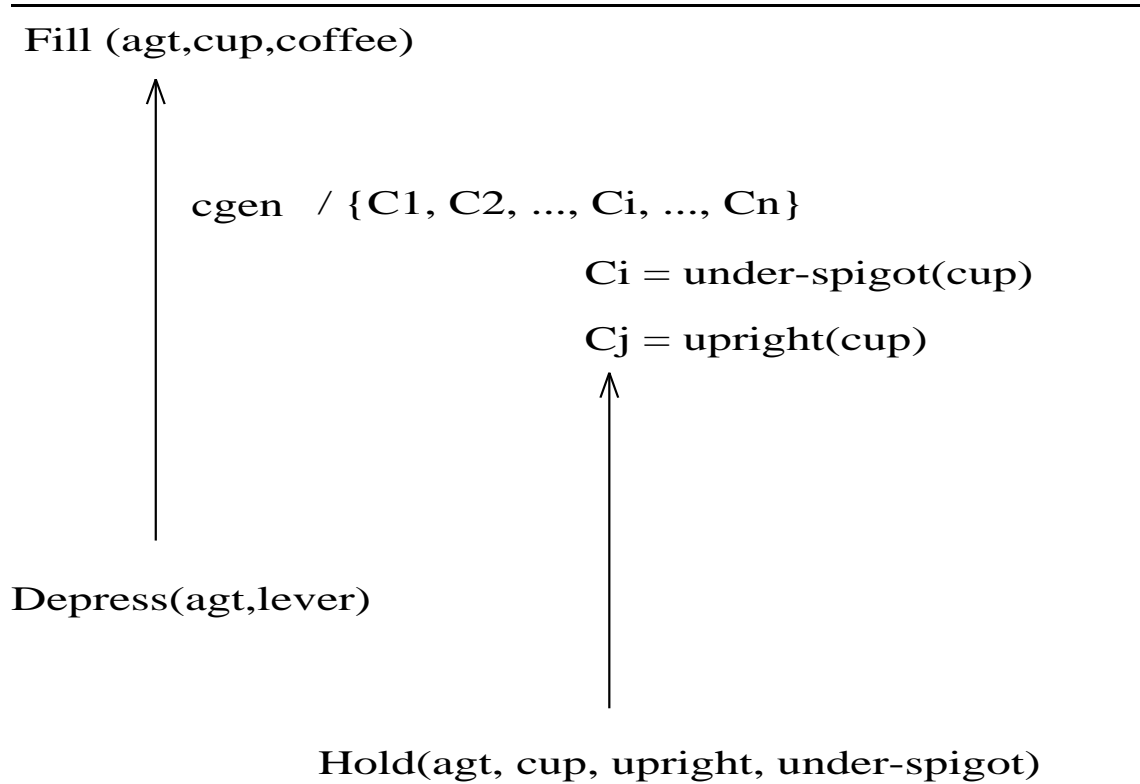 Fill (agt,cup,coffee)
cgen / {C1, C2, ..., Ci, ..., Cn}
Ci = under-spigot(cup)
Cj = upright(cup)
Depress(agt,lever)
Hold(agt, cup, upright, under-spigot)